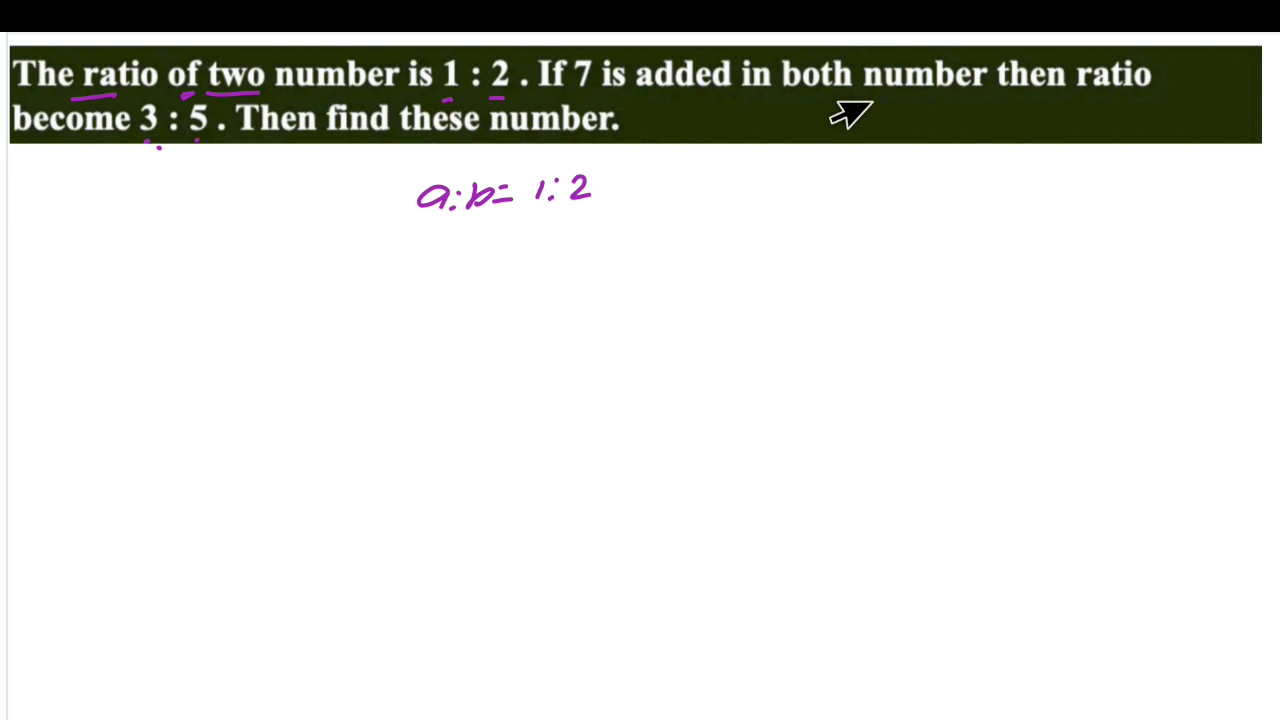 The ratio of two number is 1 : 2 . If 7 is added in both number then ratio
become 3 : 5 . Then find these number.
a:b= 1:2